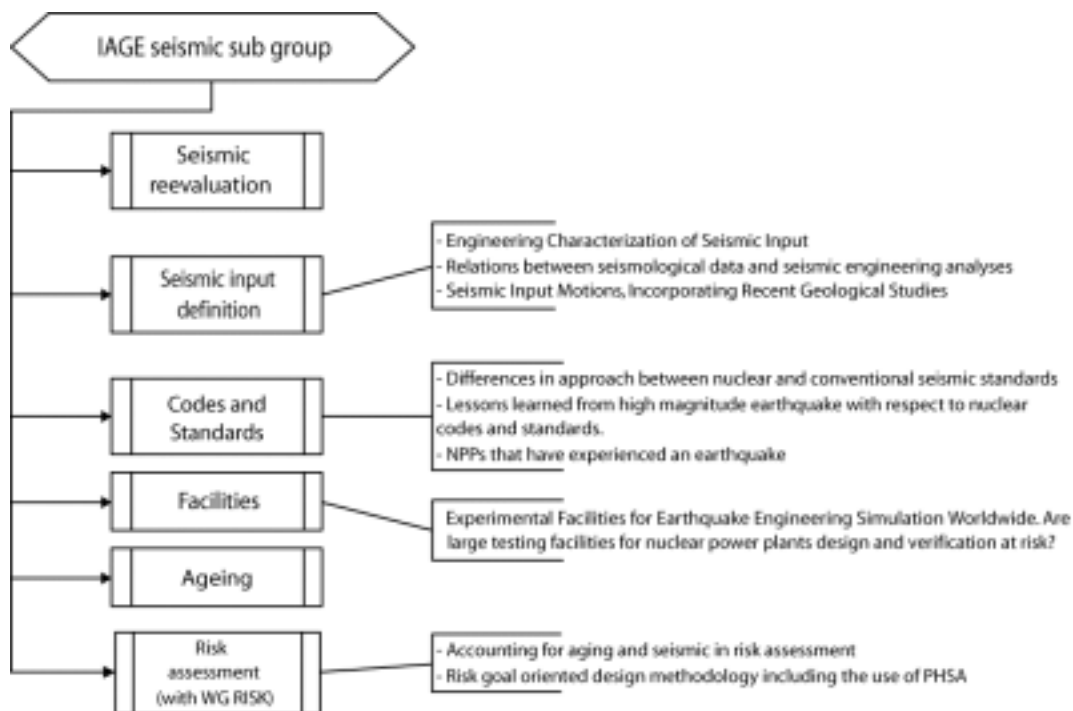 IAGE seismic sub group
Seismic
reevaluation
Seismic input
definition
- Engineering Characterization of Seismic Input
- Relations between seismological data and seismic engineering analyses
- Seismic Input Motions, Incorporating Recent Geological Studies
Codes and
Standards
- Differences in approach between nuclear and conventional seismic standards
- Lessons learned from high magnitude earthquake with respect to nuclear
codes and standards.
- NPPs that have experienced an earthquake
Facilities
Experimental Facilities for Earthquake Engineering Simulation Worldwide. Are
large testing facilities for nuclear power plants design and verification at risk?
Ageing
Risk
assessment
(with WG RISK)
- Accounting for aging and seismic in risk assessment
- Risk goal oriented design methodology including the use of PHSA